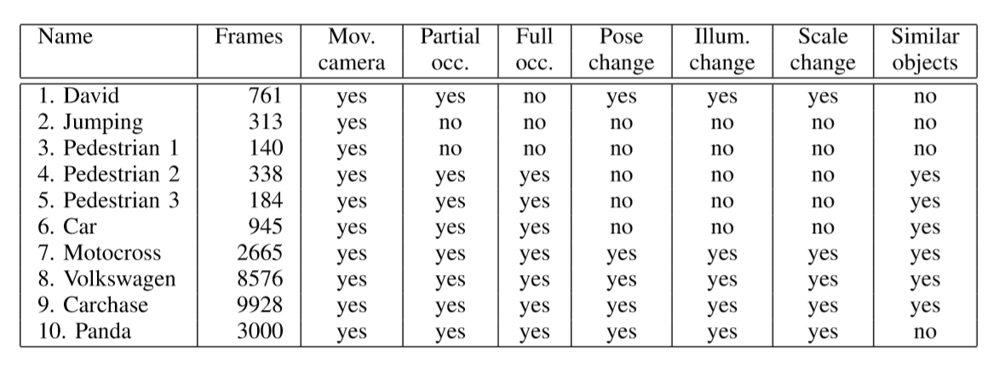 Name Frames Mov. Partial Full Pose Illum. Scale Similar
camera occ. occ. change change change objects
1. David 761 yes yes no yes yes yes no
2. Jumping 313 yes no no no no no no
3. Pedestrian 1 140 yes no no no no no no
4. Pedestrian 2 338 yes yes yes no no no yes
5. Pedestrian 3 184 yes yes yes no no no yes
6. Car 945 yes yes yes no no no yes
7. Motocross 2665 yes yes yes yes yes yes yes
8. Volkswagen 8576 yes yes yes yes yes yes yes
9. Carchase 9928 yes yes yes yes yes yes yes
10. Panda 3000 yes yes yes yes yes yes no